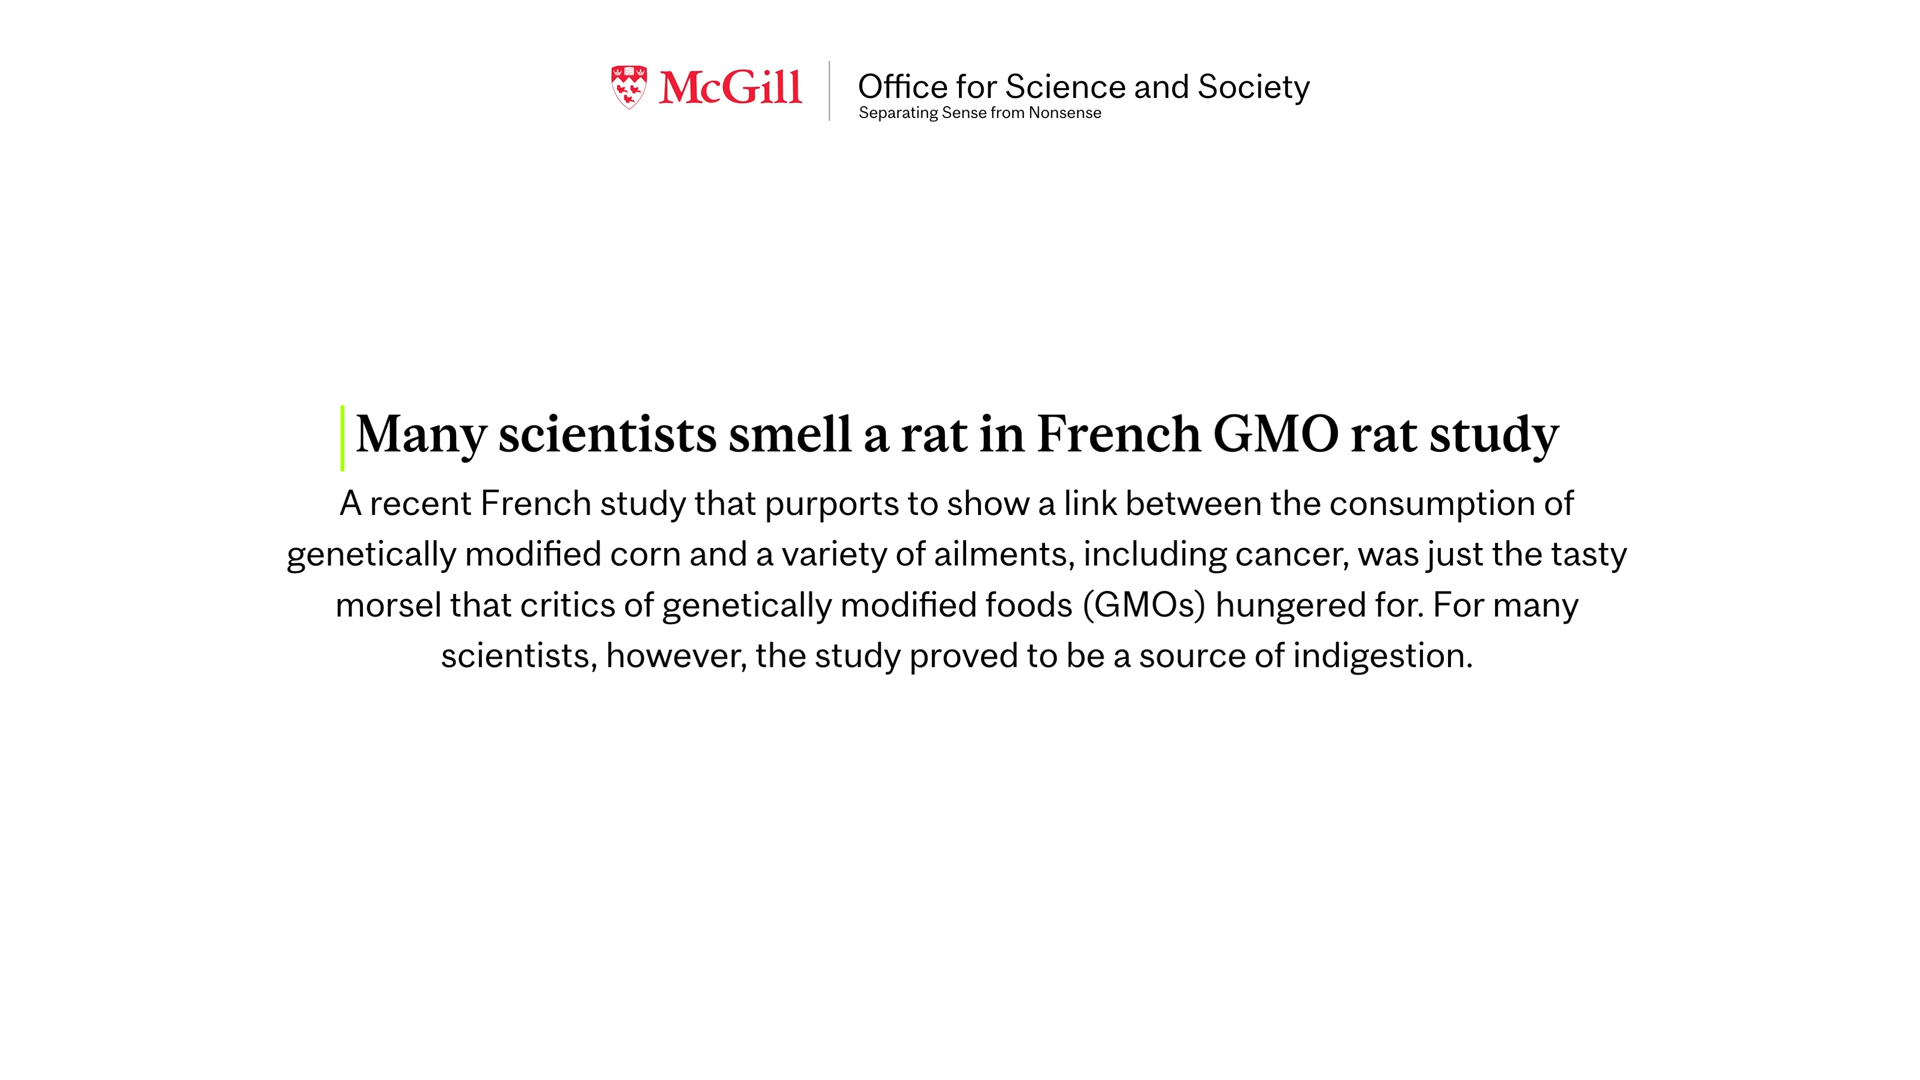 McGill
Office for Science and Society
Separating Sense from Nonsense
Many scientists smell a rat in French GMO rat study
A recent French study that purports to show a link between the consumption of
genetically modified corn and a variety of ailments, including cancer, was just the tasty
morsel that critics of genetically modified foods (GMOs) hungered for. For many
scientists, however, the study proved to be a source of indigestion.